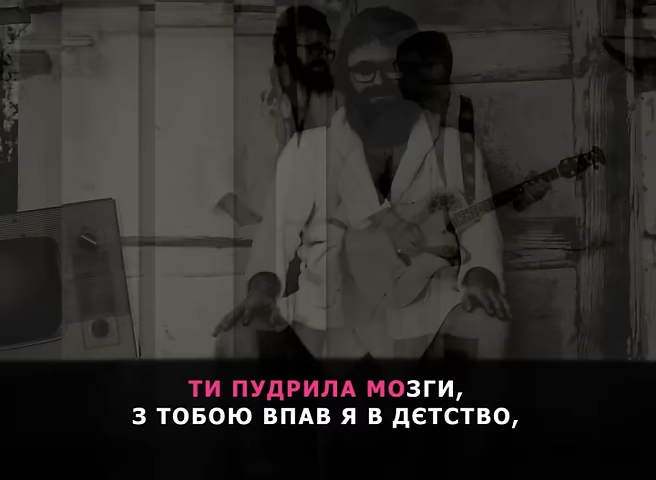 ТИ ПУДРИЛА МОЗГИ,
З ТОБОЮ ВПАВ Я В ДЄТСТВО,